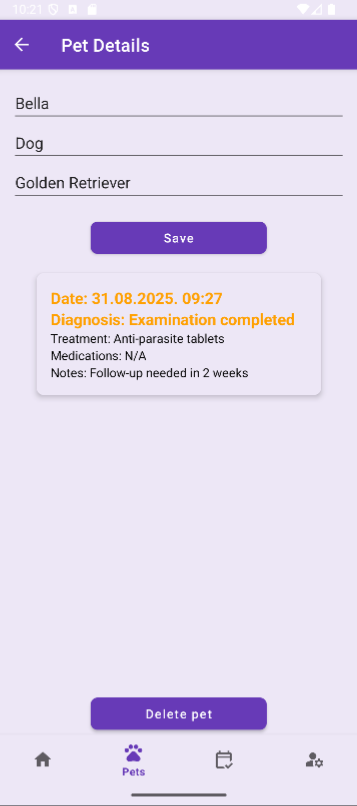 10:21
Pet Details
Bella
Dog
Golden Retriever
Save
Date: 31.08.2025. 09:27
Diagnosis: Examination completed
Treatment: Anti-parasite tablets
Medications: N/A
Notes: Follow-up needed in 2 weeks
Delete pet
Pets